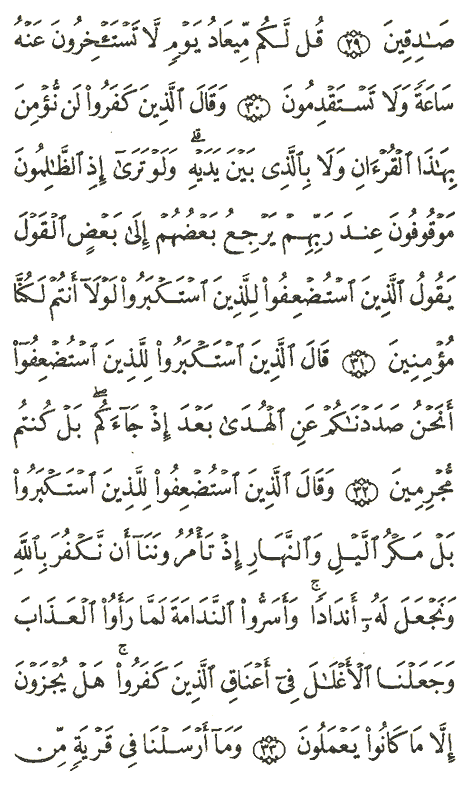 صَـٰدِقِينَ ﴿٢٩﴾ قُل لَّكُم مِّيعَادُ يَوْمٍ لَّا تَسْتَـْٔخِرُونَ عَنْهُ
سَاعَةً وَلَا تَسْتَقْدِمُونَ ﴿٣٠﴾ وَقَالَ ٱلَّذِينَ كَفَرُوا۟ لَن نُّؤْمِنَ
بِهَـٰذَا ٱلْقُرْءَانِ وَلَا بِٱلَّذِى بَيْنَ يَدَيْهِ ۗ وَلَوْ تَرَىٰٓ إِذِ ٱلظَّـٰلِمُونَ
مَوْقُوفُونَ عِندَ رَبِّهِمْ يَرْجِعُ بَعْضُهُمْ إِلَىٰ بَعْضٍ ٱلْقَوْلَ
يَقُولُ ٱلَّذِينَ ٱسْتُضْعِفُوا۟ لِلَّذِينَ ٱسْتَكْبَرُوا۟ لَوْلَآ أَنتُمْ لَكُنَّا
مُؤْمِنِينَ ﴿٣١﴾ قَالَ ٱلَّذِينَ ٱسْتَكْبَرُوا۟ لِلَّذِينَ ٱسْتُضْعِفُوٓا۟
أَنَحْنُ صَدَدْنَـٰكُمْ عَنِ ٱلْهُدَىٰ بَعْدَ إِذْ جَآءَكُم ۖ بَلْ كُنتُم
مُّجْرِمِينَ ﴿٣٢﴾ وَقَالَ ٱلَّذِينَ ٱسْتُضْعِفُوا۟ لِلَّذِينَ ٱسْتَكْبَرُوا۟
بَلْ مَكْرُ ٱلَّيْلِ وَٱلنَّهَارِ إِذْ تَأْمُرُونَنَآ أَن نَّكْفُرَ بِٱللَّهِ
وَنَجْعَلَ لَهُۥٓ أَندَادًا ۚ وَأَسَرُّوا۟ ٱلنَّدَامَةَ لَمَّا رَأَوُا۟ ٱلْعَذَابَ
وَجَعَلْنَا ٱلْأَغْلَـٰلَ فِىٓ أَعْنَاقِ ٱلَّذِينَ كَفَرُوا۟ ۚ هَلْ يُجْزَوْنَ
إِلَّا مَا كَانُوا۟ يَعْمَلُونَ ﴿٣٣﴾ وَمَآ أَرْسَلْنَا فِى قَرْيَةٍ مِّن